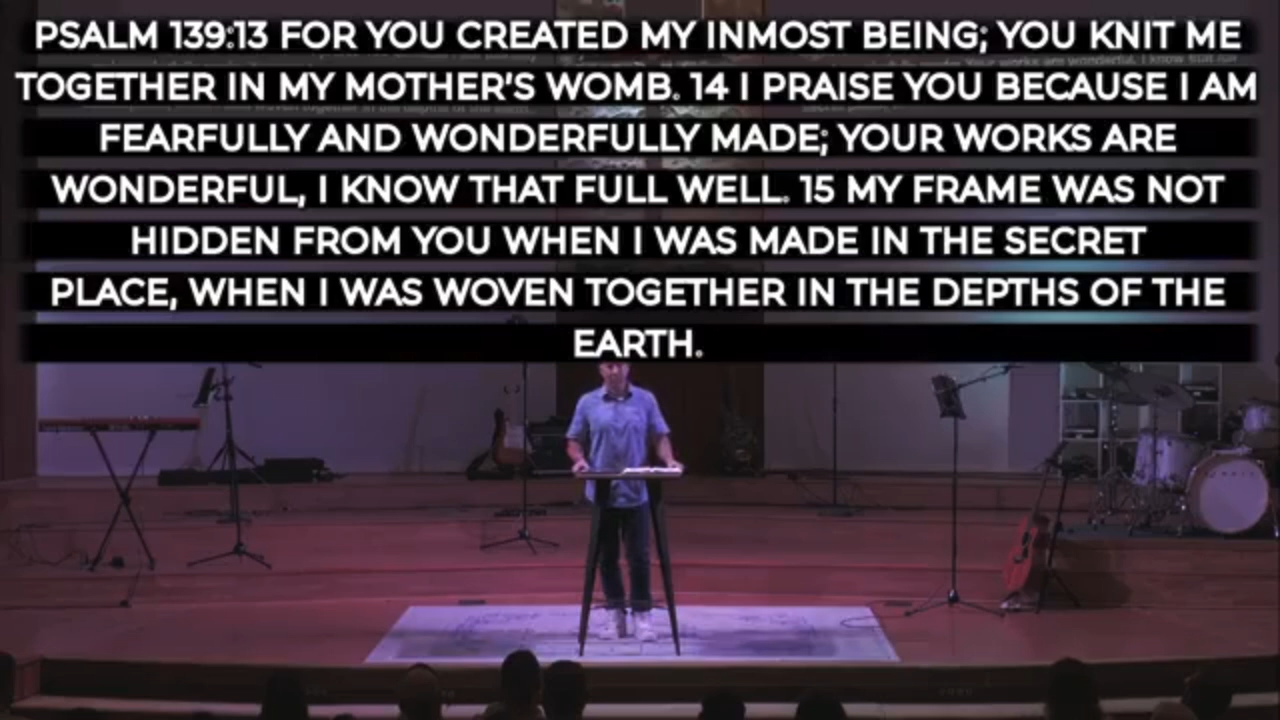 PSALM 139:13 FOR YOU CREATED MY INMOST BEING; YOU KNIT ME
TOGETHER IN MY MOTHER'S WOMB. 14 I PRAISE YOU BECAUSE I AM
FEARFULLY AND WONDERFULLY MADE; YOUR WORKS ARE
WONDERFUL, I KNOW THAT FULL WELL. 15 MY FRAME WAS NOT
HIDDEN FROM YOU WHEN I WAS MADE IN THE SECRET
PLACE, WHEN I WAS WOVEN TOGETHER IN THE DEPTHS OF THE
EARTH.